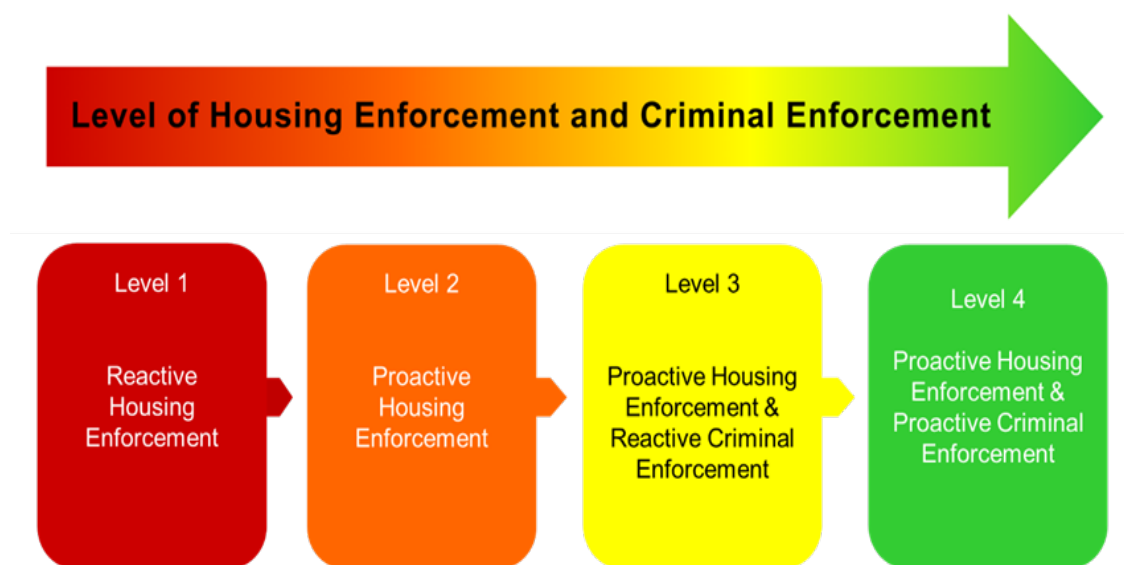 Level of Housing Enforcement and Criminal Enforcement
Level 1
Reactive
Housing
Enforcement
Level 2
Proactive
Housing
Enforcement
Level 3
Proactive Housing
Enforcement &
Reactive Criminal
Enforcement
Level 4
Proactive Housing
Enforcement &
Proactive Criminal
Enforcement